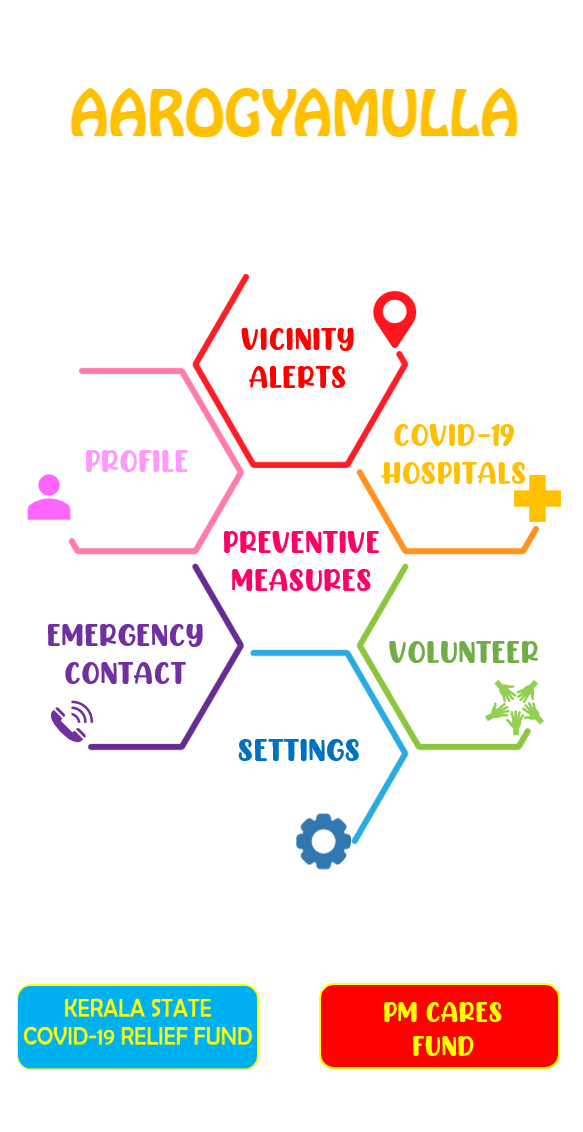 AAROGYAMULLA
VICINITY
ALERTS
PROFILE
COVID-19
HOSPITALS
PREVENTIVE
MEASURES
EMERGENCY
CONTACT
VOLUNTEER
SETTINGS
KERALA STATE
COVID-19 RELIEF FUND
PM CARES
FUND